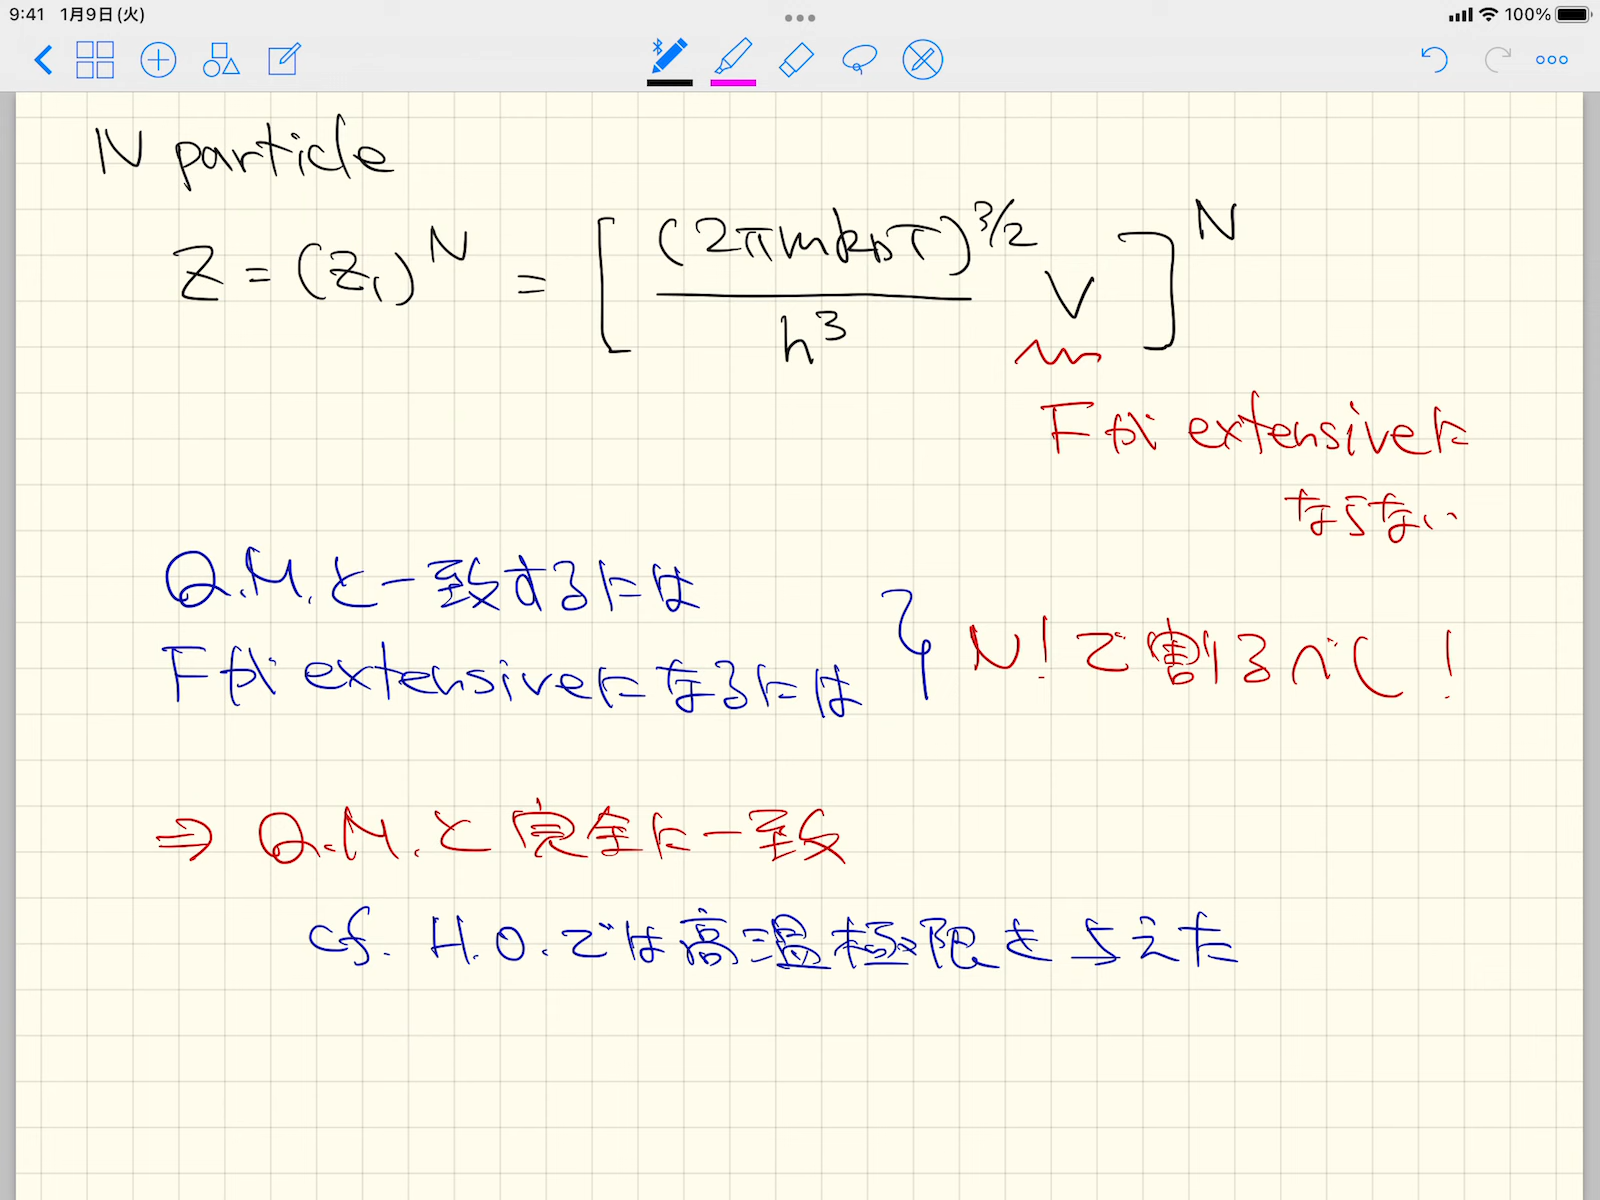 9:41 1月9日(火) 100%
N particle
Z = (Z₁)^N = [ (2πmk_BT)^{3/2} / h³ V ]^N
Fが extensiveに
ならない
Q.M.と一致するには
Fが extensiveになるには
N!で割るべし!
⇒ Q.M.と完全に一致
cf. H.O.では高温極限を与えた